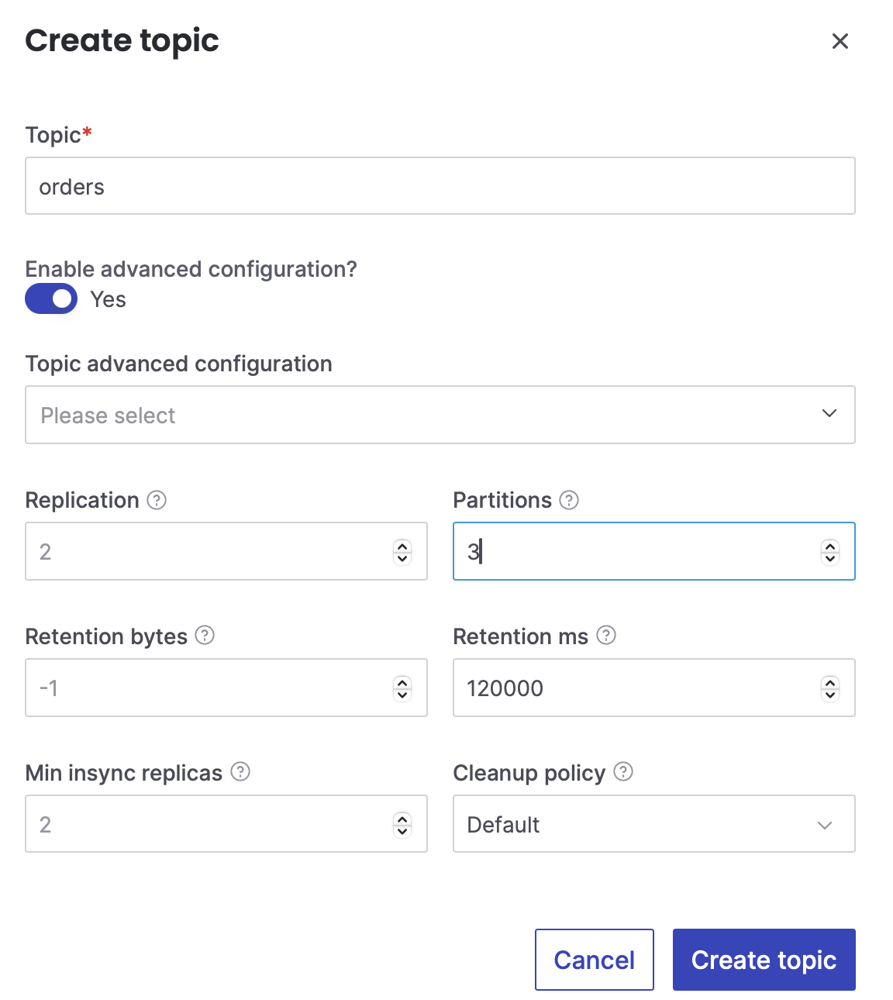 Create topic
Topic*
orders
Enable advanced configuration?
Yes
Topic advanced configuration
Please select
Replication ?
Partitions ?
2
3
Retention bytes ?
Retention ms ?
-1
120000
Min insync replicas ?
Cleanup policy ?
2
Default
Cancel
Create topic